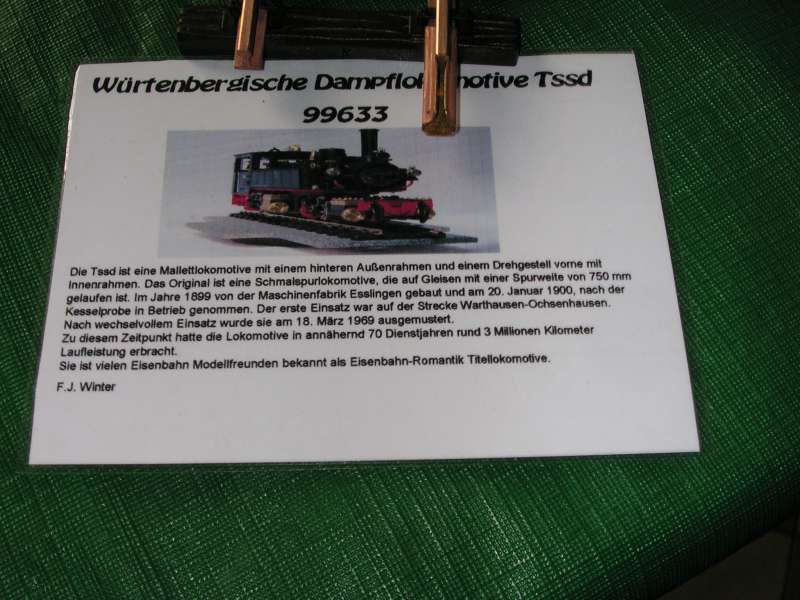 Würtenbergische Dampflokomotive Tssd
99633
Die Tssd ist eine Mallettlokomotive mit einem hinteren Außenrahmen und einem Drehgestell vorne mit
Innenrahmen. Das Original ist eine Schmalspurlokomotive, die auf Gleisen mit einer Spurweite von 750 mm
gelaufen ist. Im Jahre 1899 von der Maschinenfabrik Esslingen gebaut und am 20. Januar 1900, nach der
Kesselprobe in Betrieb genommen. Der erste Einsatz war auf der Strecke Warthausen-Ochsenhausen.
Nach wechselvollem Einsatz wurde sie am 18. März 1969 ausgemustert.
Zu diesem Zeitpunkt hatte die Lokomotive in annähernd 70 Dienstjahren rund 3 Millionen Kilometer
Laufleistung erbracht.
Sie ist vielen Eisenbahn Modellfreunden bekannt als Eisenbahn-Romantik Titellokomotive.
F.J. Winter